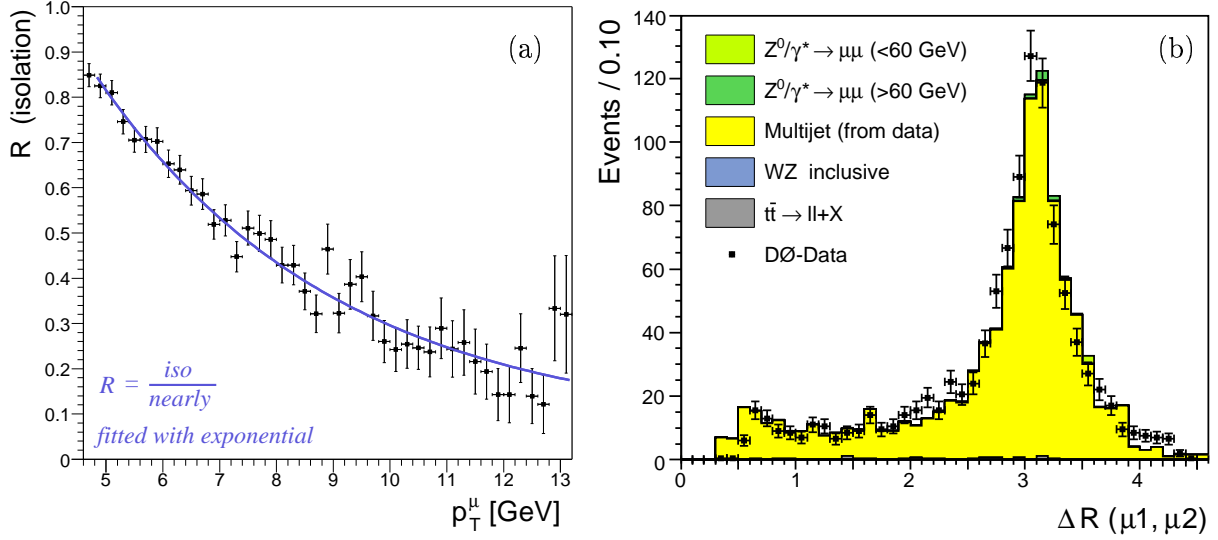 1
0.9
0.8
0.7
0.6
0.5
0.4
0.3
0.2
0.1
0
R (isolation)
(a)
R = iso
nearly
fitted with exponential
5 6 7 8 9 10 11 12 13
p_T^μ [GeV]
140
120
100
80
60
40
20
0
Events / 0.10
(b)
Z⁰/γ* → μμ (<60 GeV)
Z⁰/γ* → μμ (>60 GeV)
Multijet (from data)
WZ inclusive
tt̄ → ll+X
DØ-Data
0 1 2 3 4
ΔR (μ1, μ2)